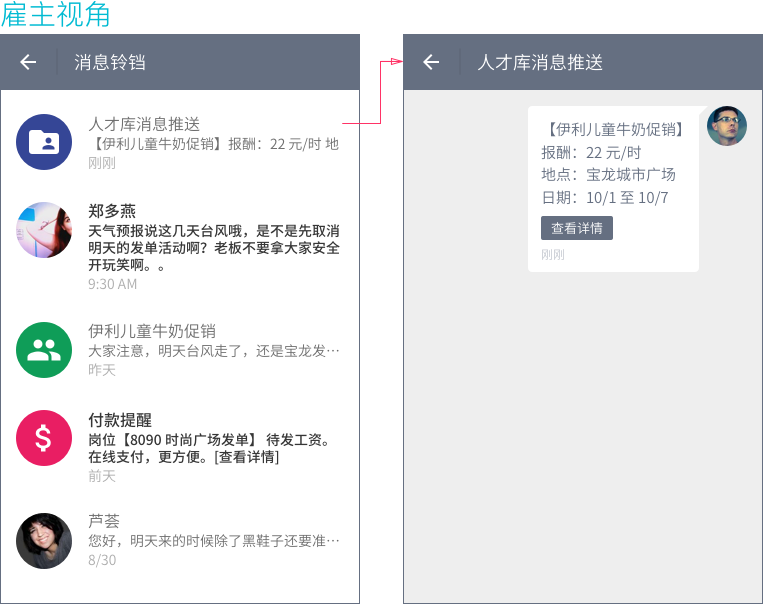 雇主视角
消息铃铛
人才库消息推送
【伊利儿童牛奶促销】报酬：22 元/时 地
刚刚
郑多燕
天气预报说这几天台风哦，是不是先取消
明天的发单活动啊？老板不要拿大家安全
开玩笑啊。。
9:30 AM
伊利儿童牛奶促销
大家注意，明天台风走了，还是宝龙发…
昨天
付款提醒
岗位【8090 时尚广场发单】 待发工资。
在线支付，更方便。[查看详情]
前天
芦荟
您好，明天来的时候除了黑鞋子还要准…
8/30
人才库消息推送
【伊利儿童牛奶促销】
报酬：22 元/时
地点：宝龙城市广场
日期：10/1 至 10/7
查看详情
刚刚